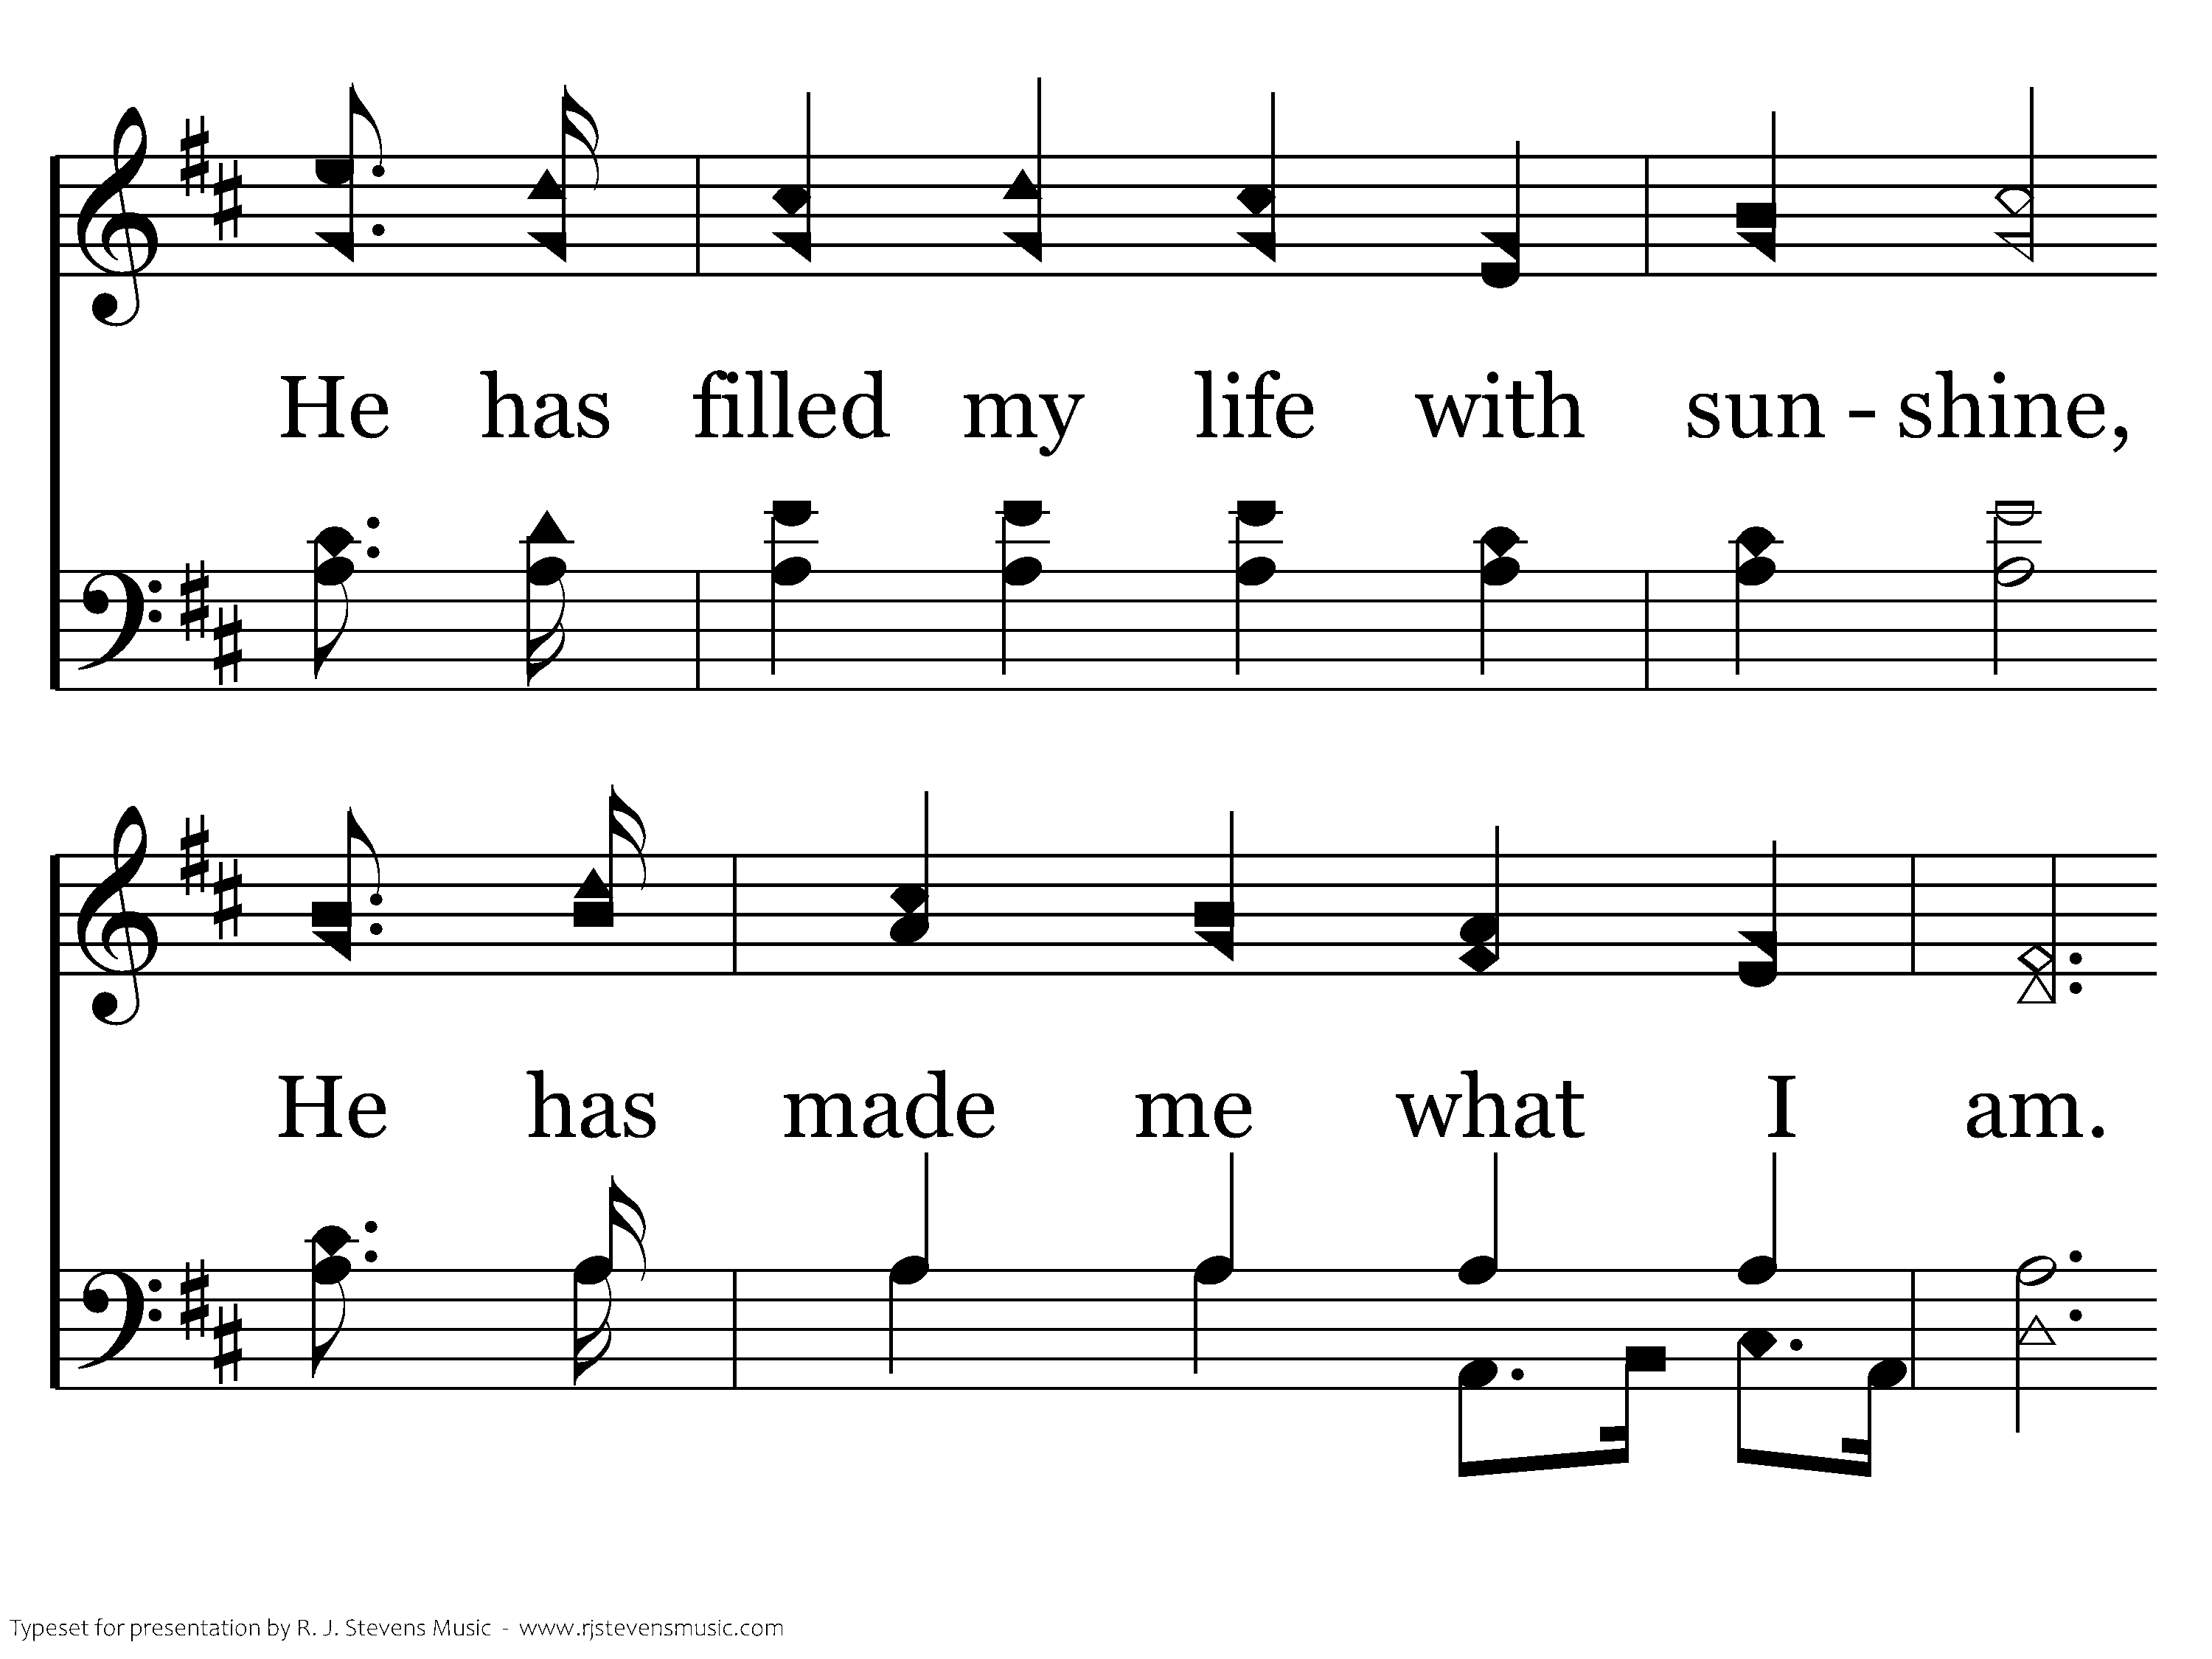 He has filled my life with sun - shine,
He has made me what I am.
Typeset for presentation by R. J. Stevens Music - www.rjstevensmusic.com